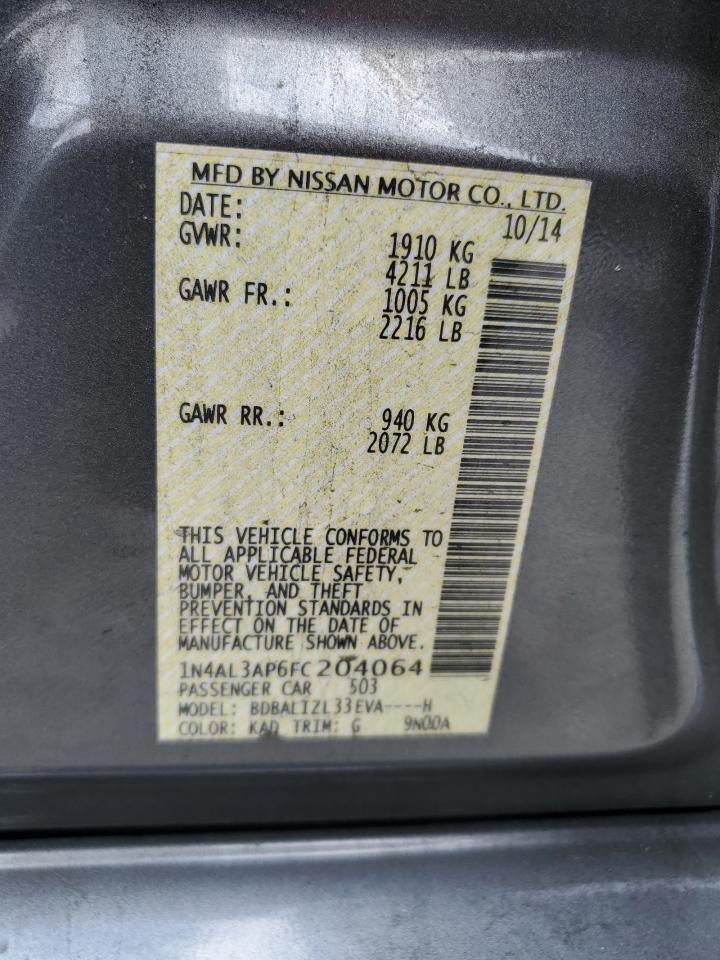 MFD BY NISSAN MOTOR CO., LTD.
DATE: 10/14
GVWR: 1910 KG
4211 LB
GAWR FR.: 1005 KG
2216 LB
GAWR RR.: 940 KG
2072 LB
THIS VEHICLE CONFORMS TO
ALL APPLICABLE FEDERAL
MOTOR VEHICLE SAFETY,
BUMPER, AND THEFT
PREVENTION STANDARDS IN
EFFECT ON THE DATE OF
MANUFACTURE SHOWN ABOVE.
1N4AL3AP6FC204064
PASSENGER CAR 503
MODEL: BDBALIZL33EVA----H
COLOR: KAD TRIM: G 9N00A